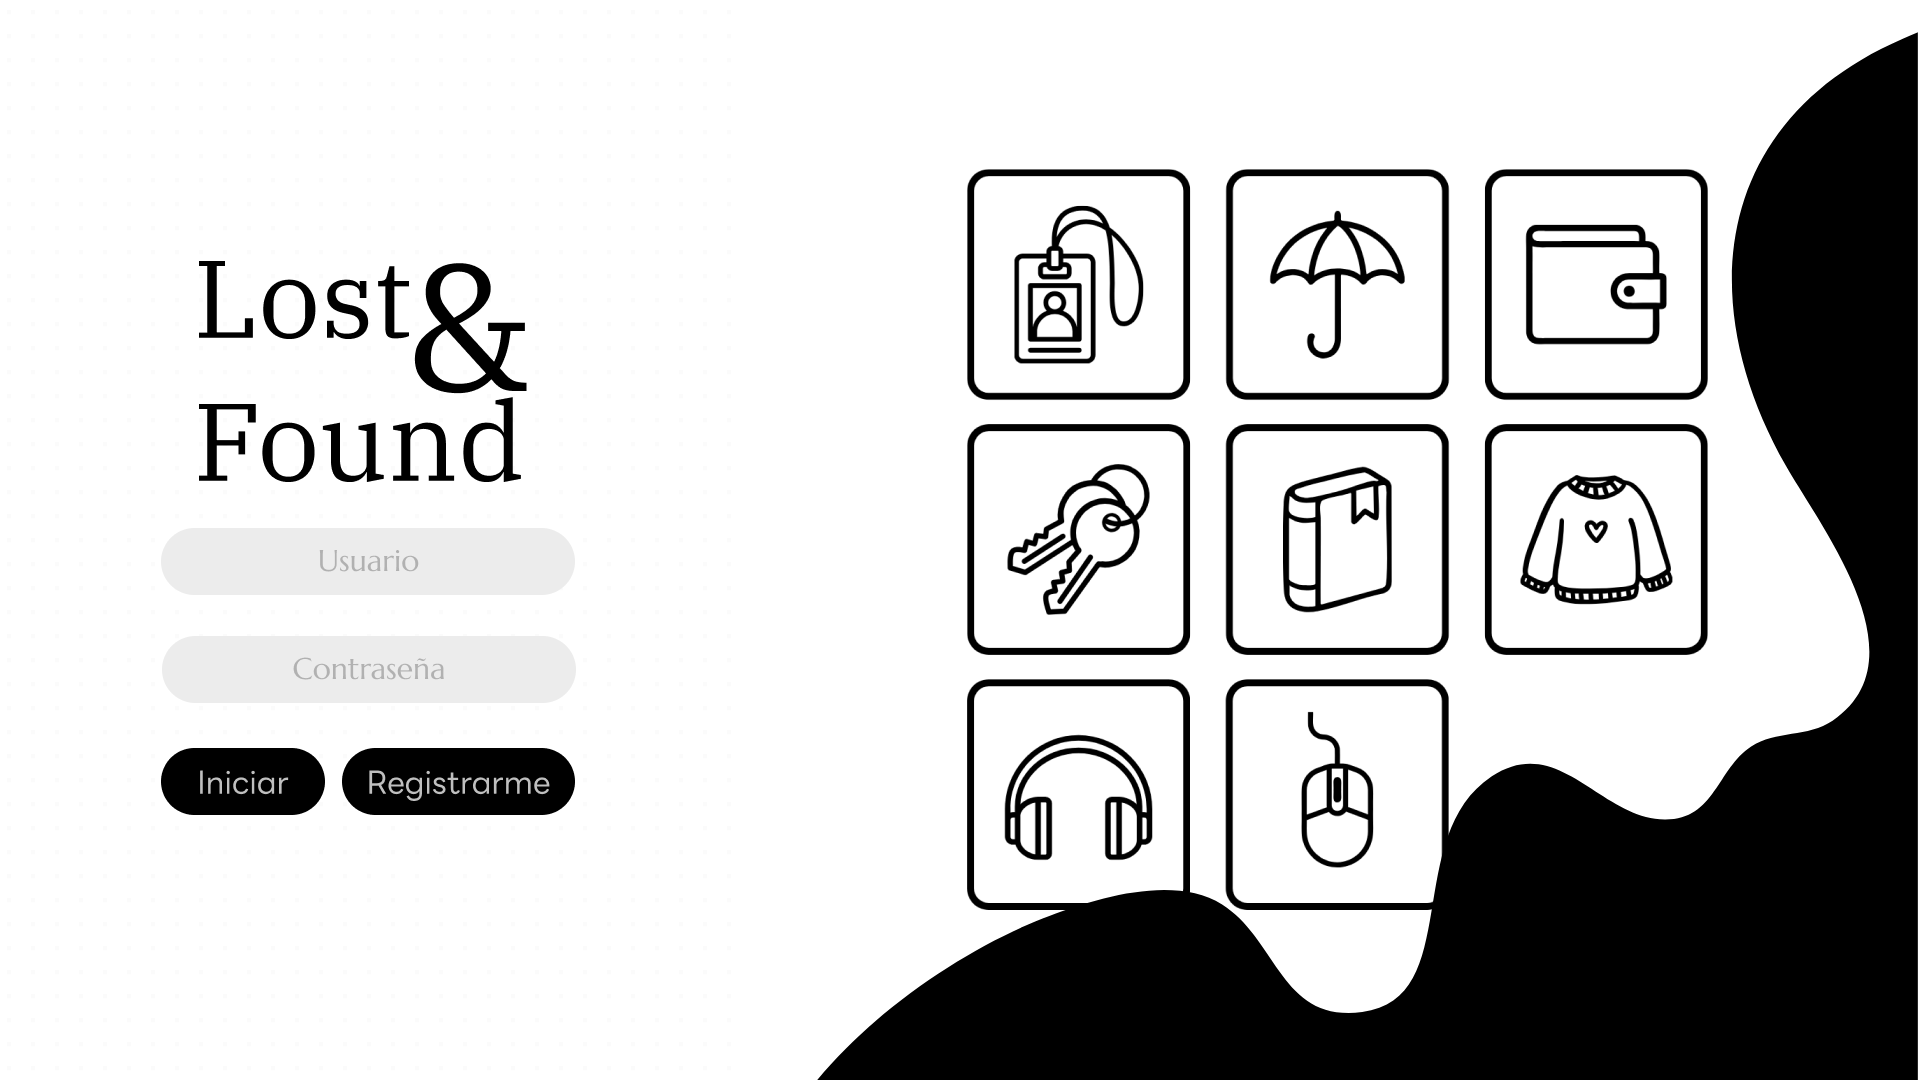 Lost &
Found
Usuario
Contraseña
Iniciar
Registrarme